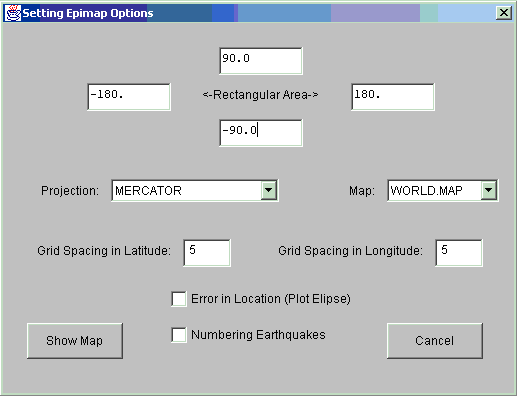 Setting Epimap Options
90.0
-180. <-Rectangular Area-> 180.
-90.0
Projection: MERCATOR Map: WORLD.MAP
Grid Spacing in Latitude: 5 Grid Spacing in Longitude: 5
Error in Location (Plot Elipse)
Numbering Earthquakes
Show Map Cancel